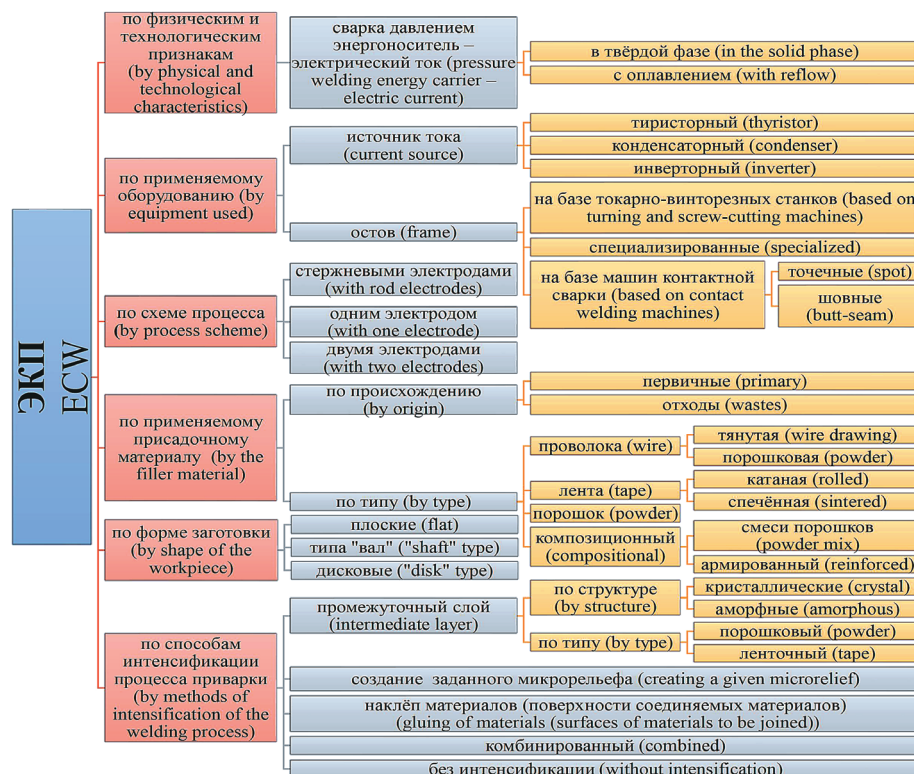 ЭКП
ECW
по физическим и
технологическим
признакам
(by physical and
technological
characteristics)
сварка давлением
энергоноситель –
электрический ток (pressure
welding energy carrier –
electric current)
в твёрдой фазе (in the solid phase)
с оплавлением (with reflow)
по применяемому
оборудованию (by
equipment used)
источник тока
(current source)
тиристорный (thyristor)
конденсаторный (condenser)
инверторный (inverter)
остов (frame)
на базе токарно-винторезных станков (based on
turning and screw-cutting machines)
специализированные (specialized)
на базе машин контактной
сварки (based on contact
welding machines)
точечные (spot)
шовные
(butt-seam)
по схеме процесса
(by process scheme)
стержневыми электродами
(with rod electrodes)
одним электродом
(with one electrode)
двумя электродами
(with two electrodes)
по применяемому
присадочному
материалу (by the
filler material)
по происхождению
(by origin)
первичные (primary)
отходы (wastes)
по типу (by type)
проволока (wire)
тянутая (wire drawing)
порошковая (powder)
лента (tape)
катаная (rolled)
спечённая (sintered)
порошок (powder)
композиционный
(compositional)
смеси порошков
(powder mix)
армированный (reinforced)
по форме заготовки
(by shape of the
workpiece)
плоские (flat)
типа "вал" ("shaft" type)
дисковые ("disk" type)
по способам
интенсификации
процесса приварки
(by methods of
intensification of the
welding process)
промежуточный слой
(intermediate layer)
по структуре
(by structure)
кристаллические (crystal)
аморфные (amorphous)
по типу (by type)
порошковый (powder)
ленточный (tape)
создание заданного микрорельефа (creating a given microrelief)
наклёп материалов (поверхности соединяемых материалов)
(gluing of materials (surfaces of materials to be joined))
комбинированный (combined)
без интенсификации (without intensification)